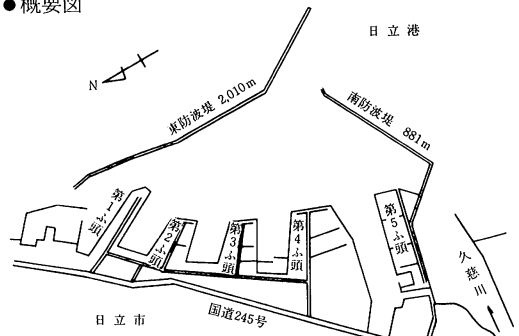 ●概要図
日立港
N
東防波堤 2,010m
南防波堤 881m
第1ふ頭
第2ふ頭
第3ふ頭
第4ふ頭
第5ふ頭
久慈川
国道245号
日立市